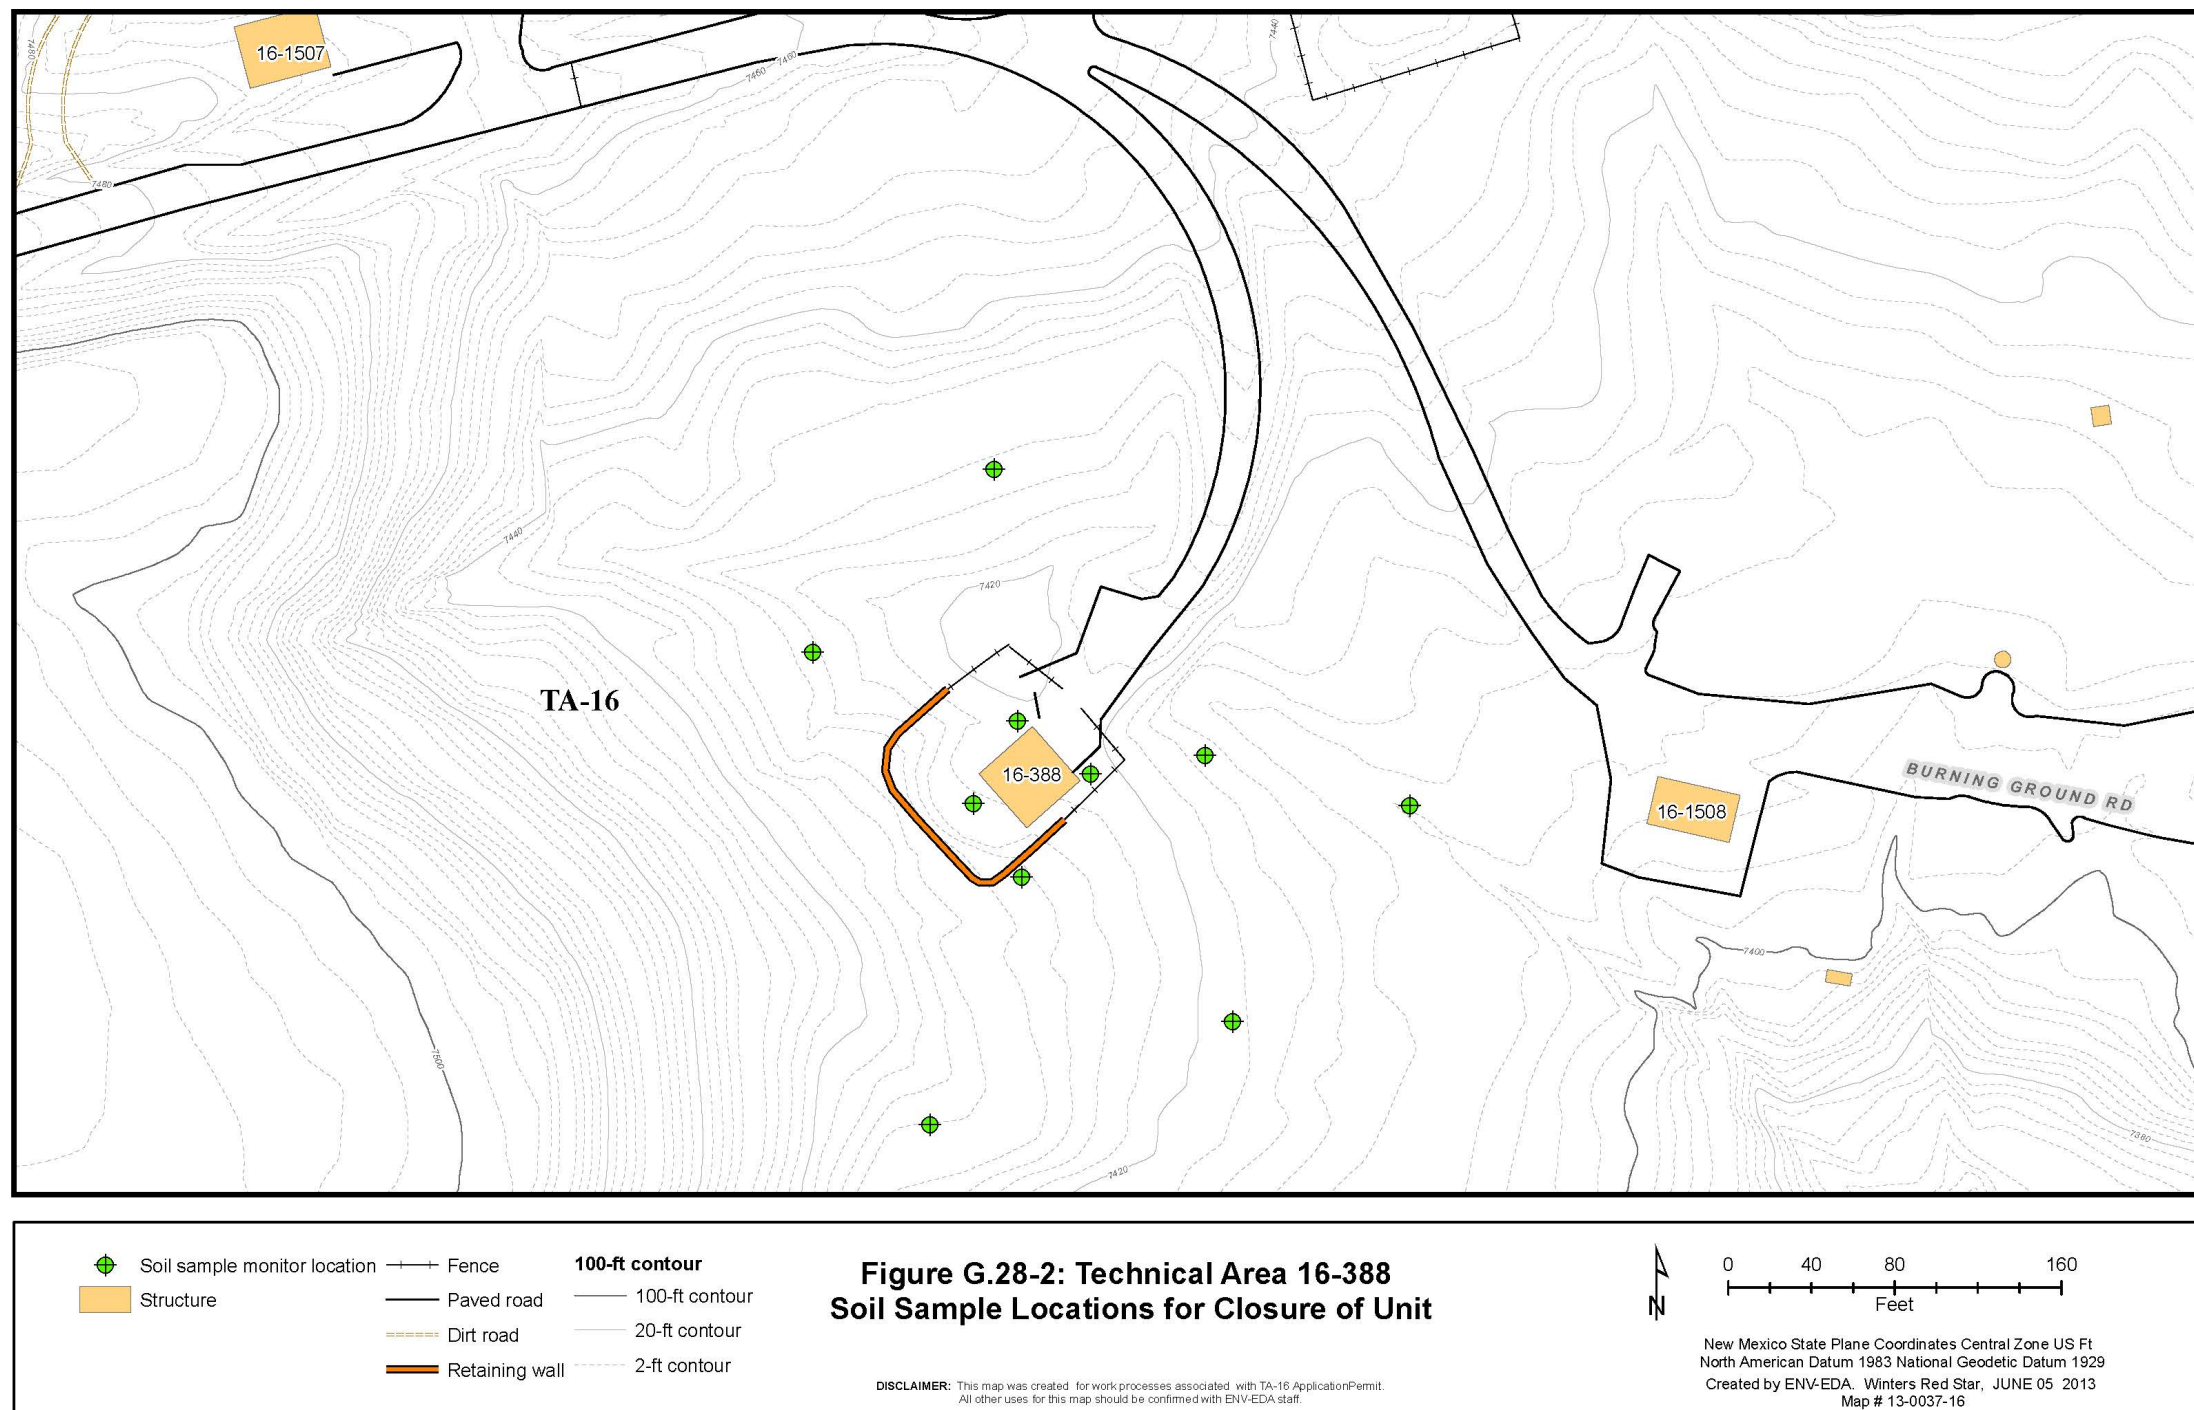 16-1507
7480
7460
7460
7440
7480
7440
7420
TA-16
16-388
16-1508
BURNING GROUND RD
7400
7500
7420
7380
Soil sample monitor location
Structure
Fence
Paved road
Dirt road
Retaining wall
100-ft contour
100-ft contour
20-ft contour
2-ft contour
Figure G.28-2: Technical Area 16-388
Soil Sample Locations for Closure of Unit
DISCLAIMER: This map was created for work processes associated with TA-16 ApplicationPermit.
All other uses for this map should be confirmed with ENV-EDA staff.
N
0 40 80 160
Feet
New Mexico State Plane Coordinates Central Zone US Ft
North American Datum 1983 National Geodetic Datum 1929
Created by ENV-EDA. Winters Red Star, JUNE 05 2013
Map # 13-0037-16